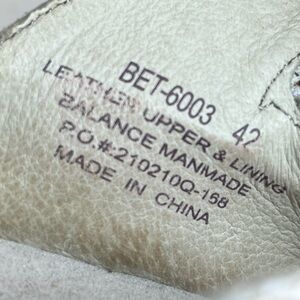 BET-6003 42
LEATHER UPPER & LINING
BALANCE MANMADE
P.O.#:210210Q-158
MADE IN CHINA